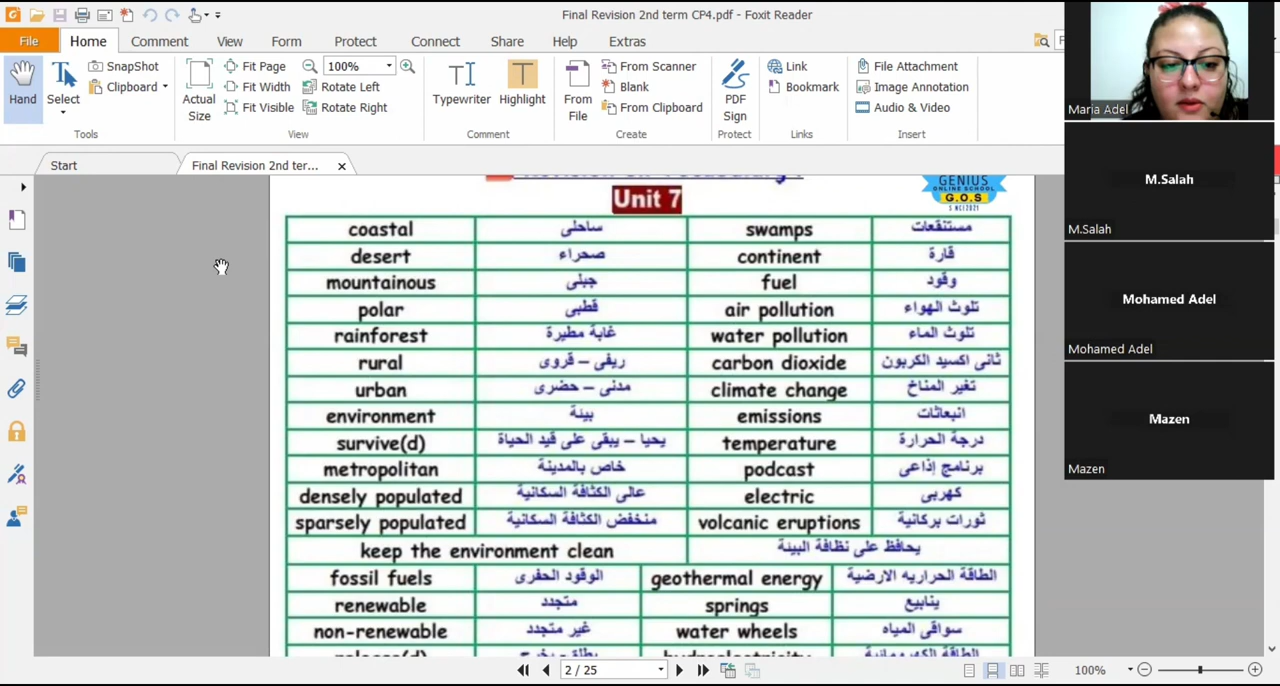 Final Revision 2nd term CP4.pdf - Foxit Reader
File Home Comment View Form Protect Connect Share Help Extras
Hand
Select
SnapShot
Clipboard
Tools
Actual Size
Fit Page
Fit Width
Fit Visible
100%
Rotate Left
Rotate Right
View
Typewriter
Highlight
Comment
From File
From Scanner
Blank
From Clipboard
Create
PDF Sign
Protect
Link
Bookmark
Links
File Attachment
Image Annotation
Audio & Video
Insert
Start
Final Revision 2nd ter...
Unit 7
GENIUS
ONLINE SCHOOL
G.O.S
coastal ساحلى swamps مستنقعات
desert صحراء continent قارة
mountainous جبلى fuel وقود
polar قطبى air pollution تلوث الهواء
rainforest غابة مطيرة water pollution تلوث الماء
rural ريفى – قروى carbon dioxide ثانى اكسيد الكربون
urban مدنى – حضرى climate change تغير المناخ
environment بيئة emissions انبعاثات
survive(d) يحيا – يبقى على قيد الحياة temperature درجة الحرارة
metropolitan خاص بالمدينة podcast برنامج إذاعى
densely populated عالى الكثافة السكانية electric كهربى
sparsely populated منخفض الكثافة السكانية volcanic eruptions ثورات بركانية
keep the environment clean يحافظ على نظافة البيئة
fossil fuels الوقود الحفرى geothermal energy الطاقة الحراريه الارضية
renewable متجدد springs ينابيع
non-renewable غير متجدد water wheels سواقى المياه
2 / 25
100%
Maria Adel
M.Salah
M.Salah
Mohamed Adel
Mohamed Adel
Mazen
Mazen